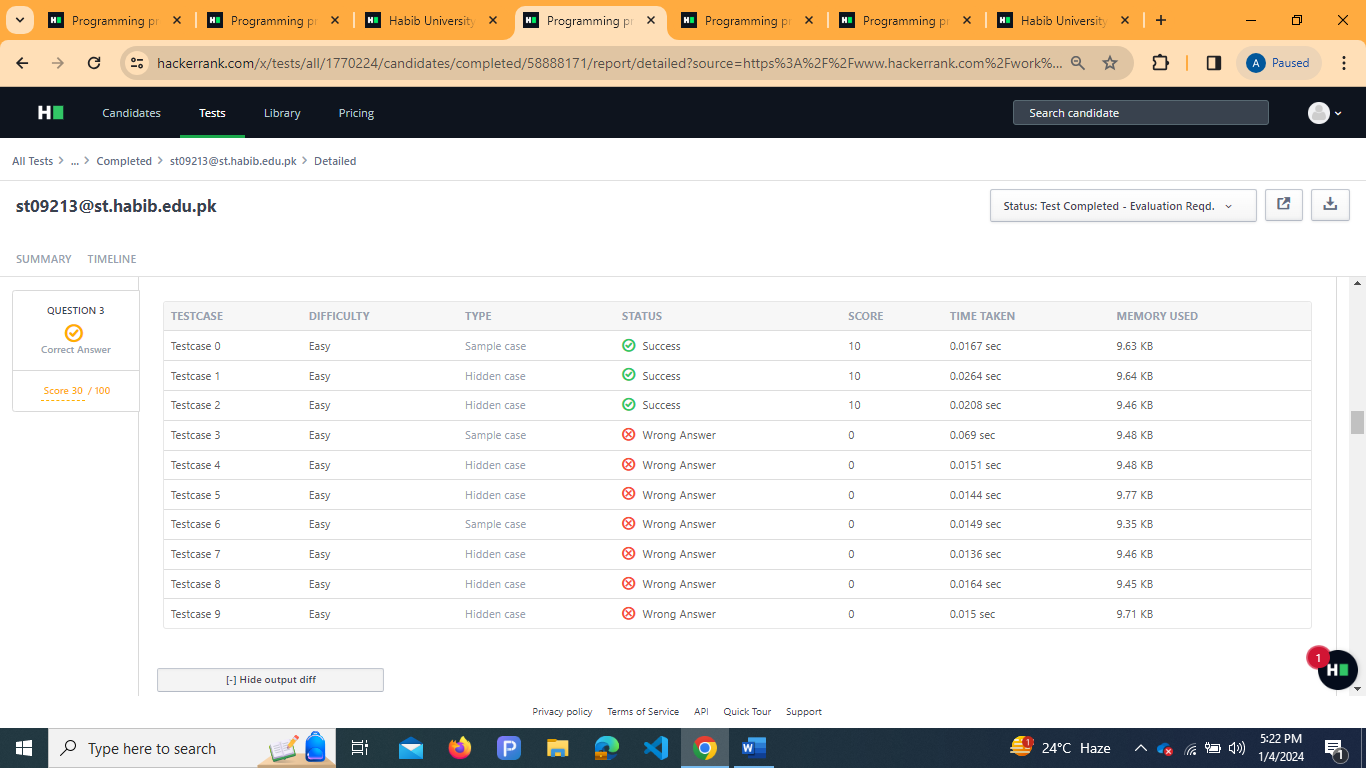 Programming pr
Programming pr
Habib University
Programming pr
Programming pr
Programming pr
Habib University
hackerrank.com/x/tests/all/1770224/candidates/completed/58888171/report/detailed?source=https%3A%2F%2Fwww.hackerrank.com%2Fwork%...
A Paused
H
Candidates Tests Library Pricing
Search candidate
All Tests > ... > Completed > st09213@st.habib.edu.pk > Detailed
st09213@st.habib.edu.pk
Status: Test Completed - Evaluation Reqd.
SUMMARY TIMELINE
QUESTION 3
Correct Answer
Score 30 / 100
TESTCASE DIFFICULTY TYPE STATUS SCORE TIME TAKEN MEMORY USED
Testcase 0 Easy Sample case Success 10 0.0167 sec 9.63 KB
Testcase 1 Easy Hidden case Success 10 0.0264 sec 9.64 KB
Testcase 2 Easy Hidden case Success 10 0.0208 sec 9.46 KB
Testcase 3 Easy Sample case Wrong Answer 0 0.069 sec 9.48 KB
Testcase 4 Easy Hidden case Wrong Answer 0 0.0151 sec 9.48 KB
Testcase 5 Easy Hidden case Wrong Answer 0 0.0144 sec 9.77 KB
Testcase 6 Easy Sample case Wrong Answer 0 0.0149 sec 9.35 KB
Testcase 7 Easy Hidden case Wrong Answer 0 0.0136 sec 9.46 KB
Testcase 8 Easy Hidden case Wrong Answer 0 0.0164 sec 9.45 KB
Testcase 9 Easy Hidden case Wrong Answer 0 0.015 sec 9.71 KB
[-] Hide output diff
1
H
Privacy policy Terms of Service API Quick Tour Support
Type here to search
1
24°C Haze
5:22 PM
1/4/2024
1